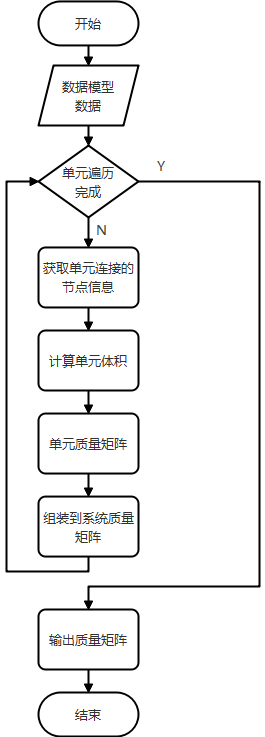 开始
数据模型
数据
单元遍历
完成
Y
N
获取单元连接的
节点信息
计算单元体积
单元质量矩阵
组装到系统质量
矩阵
输出质量矩阵
结束